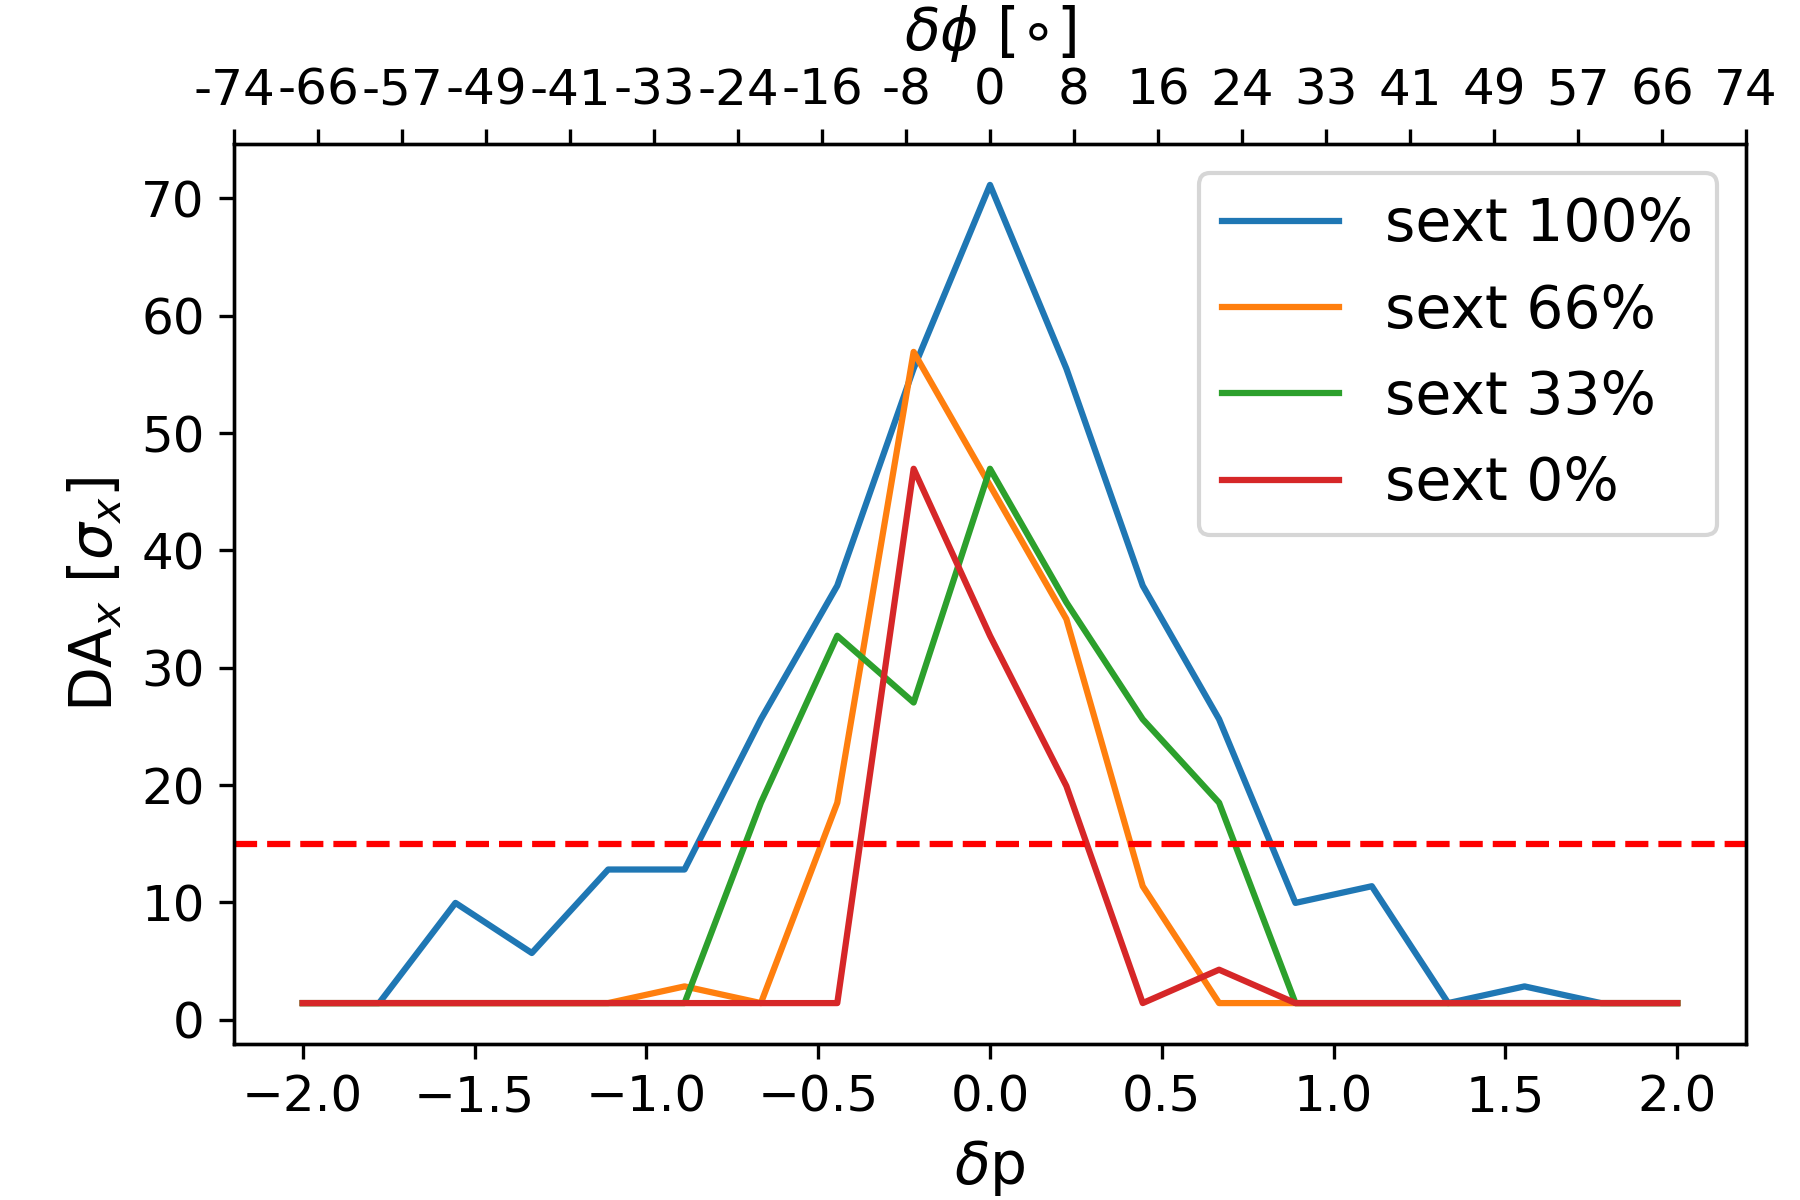 δϕ [∘]
-74 -66 -57 -49 -41 -33 -24 -16 -8 0 8 16 24 33 41 49 57 66 74
70
60
50
40
30
20
10
0
DAₓ [σₓ]
sext 100%
sext 66%
sext 33%
sext 0%
−2.0 −1.5 −1.0 −0.5 0.0 0.5 1.0 1.5 2.0
δp